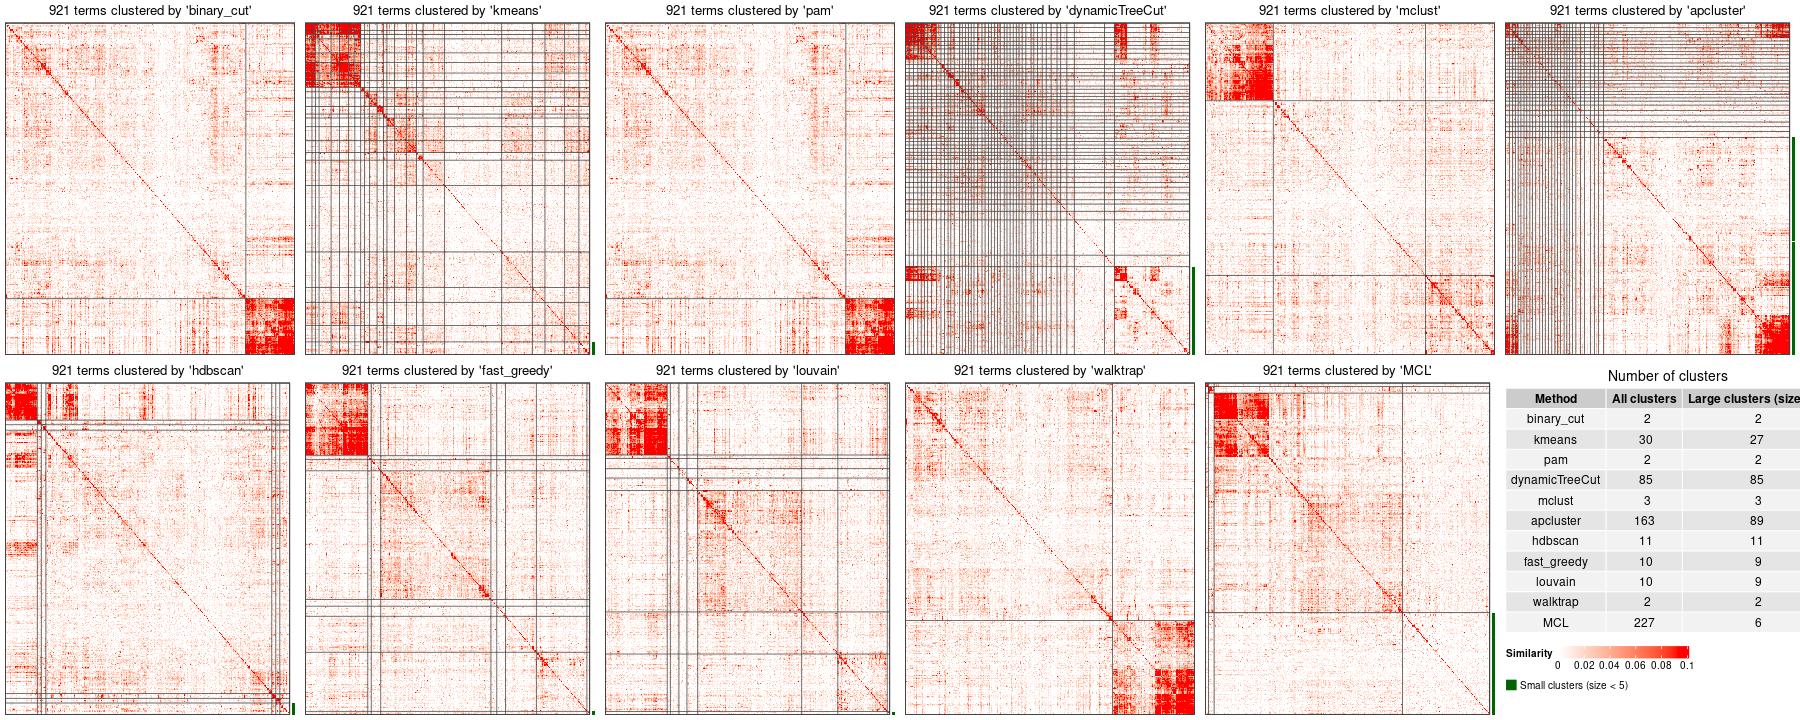 921 terms clustered by 'binary_cut'
921 terms clustered by 'kmeans'
921 terms clustered by 'pam'
921 terms clustered by 'dynamicTreeCut'
921 terms clustered by 'mclust'
921 terms clustered by 'apcluster'
921 terms clustered by 'hdbscan'
921 terms clustered by 'fast_greedy'
921 terms clustered by 'louvain'
921 terms clustered by 'walktrap'
921 terms clustered by 'MCL'
Number of clusters
Method All clusters Large clusters (size
binary_cut 2 2
kmeans 30 27
pam 2 2
dynamicTreeCut 85 85
mclust 3 3
apcluster 163 89
hdbscan 11 11
fast_greedy 10 9
louvain 10 9
walktrap 2 2
MCL 227 6
Similarity
0 0.02 0.04 0.06 0.08 0.1
Small clusters (size < 5)